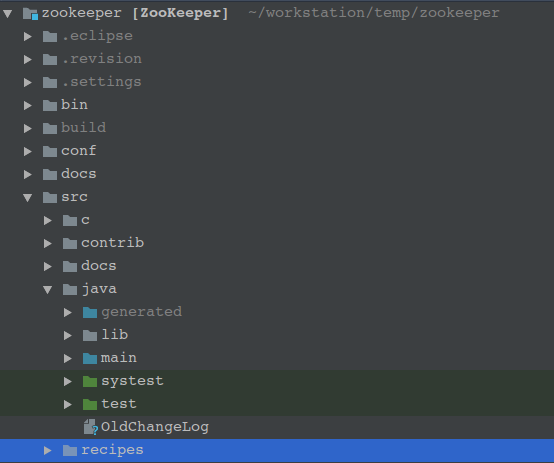 zookeeper [ZooKeeper] ~/workstation/temp/zookeeper
.eclipse
.revision
.settings
bin
build
conf
docs
src
c
contrib
docs
java
generated
lib
main
systest
test
OldChangeLog
recipes